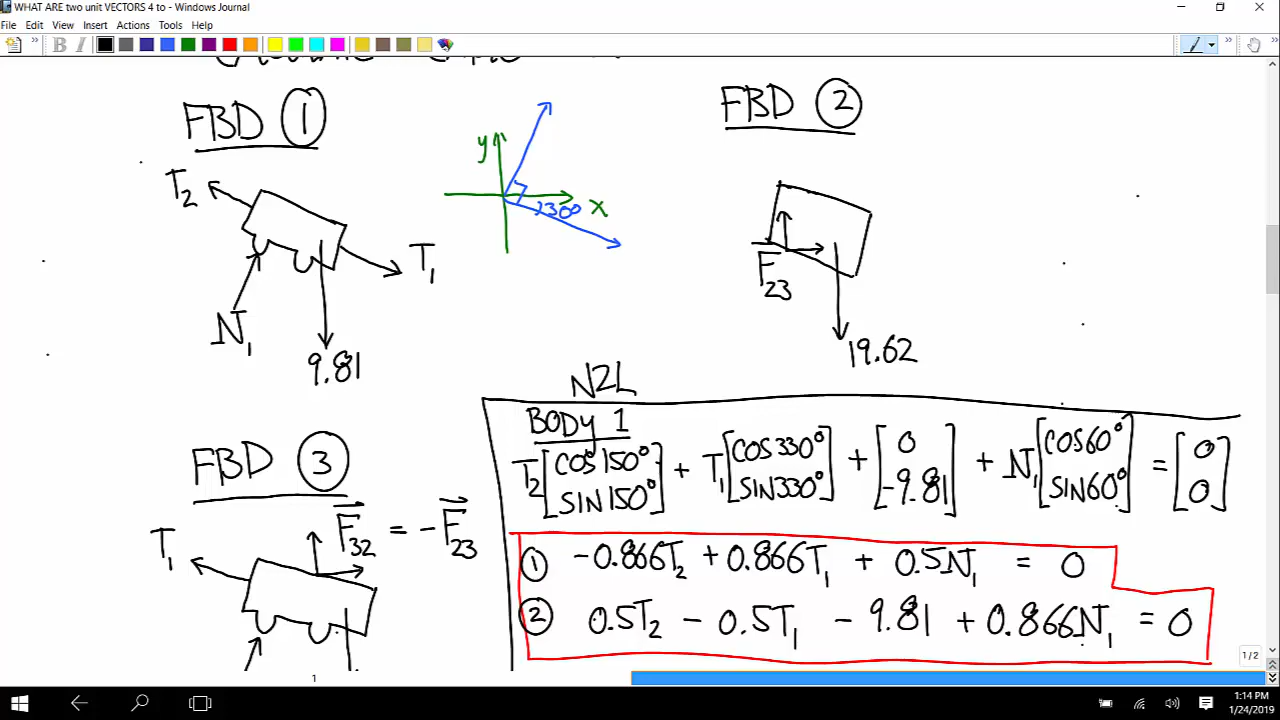 WHAT ARE two unit VECTORS 4 to - Windows Journal
File Edit View Insert Actions Tools Help
B I
FBD 1
FBD 2
y
x
T2
T1
N1
9.81
F23
19.62
N2L
BODY 1
T2 [COS150° SIN150°] + T1 [COS330° SIN330°] + [0 -9.81] + N1 [COS60° SIN60°] = [0 0]
FBD 3
F32 = -F23
T1
① -0.866T2 + 0.866T1 + 0.5N1 = 0
② 0.5T2 - 0.5T1 - 9.81 + 0.866N1 = 0
1
1/2
1:14 PM
1/24/2019